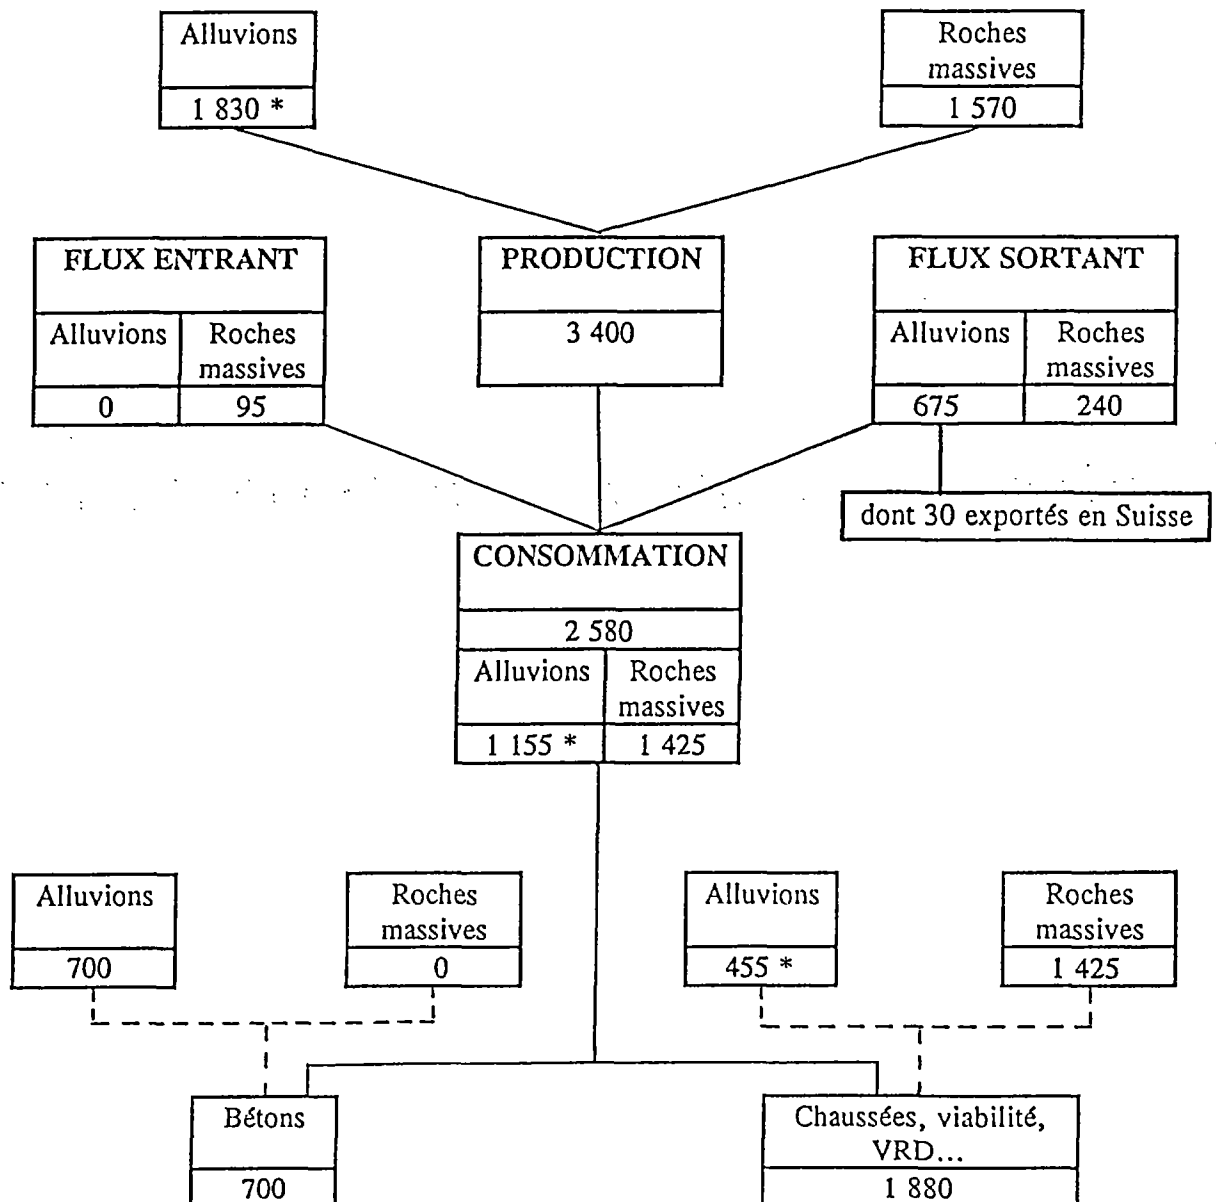 Alluvions
1 830 *
Roches
massives
1 570
FLUX ENTRANT
Alluvions
Roches
massives
0
95
PRODUCTION
3 400
FLUX SORTANT
Alluvions
Roches
massives
675
240
dont 30 exportés en Suisse
CONSOMMATION
2 580
Alluvions
Roches
massives
1 155 *
1 425
Alluvions
700
Roches
massives
0
Alluvions
455 *
Roches
massives
1 425
Bétons
700
Chaussées, viabilité,
VRD...
1 880